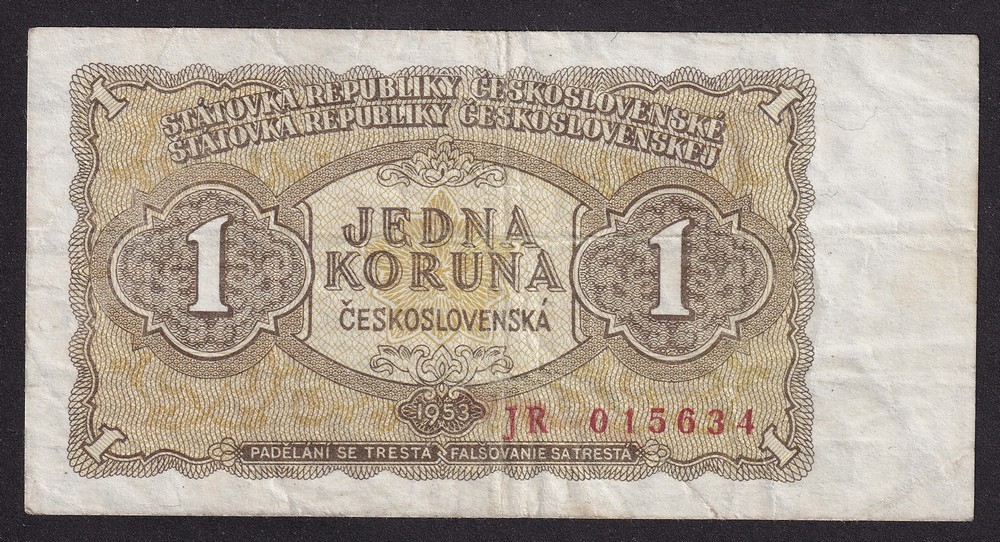 1 1
STÁTOVKA REPUBLIKY ČESKOSLOVENSKÉ
ŠTÁTOVKA REPUBLIKY ČESKOSLOVENSKEJ
1 JEDNA 1
KORUNA
ČESKOSLOVENSKÁ
1953 JR 015634
1 1
PADĚLÁNÍ SE TRESTÁ FALŠOVANIE SA TRESTÁ